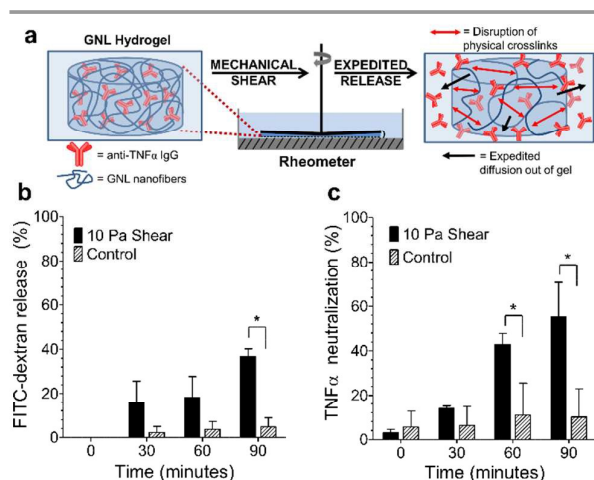 a
GNL Hydrogel
MECHANICAL
SHEAR
EXPEDITED
RELEASE
= Disruption of
physical crosslinks
= anti-TNFα IgG
= GNL nanofibers
Rheometer
= Expedited
diffusion out of gel
b
FITC-dextran release (%)
100
80
60
40
20
0
10 Pa Shear
Control
*
0 30 60 90
Time (minutes)
c
TNFα neutralization (%)
100
80
60
40
20
0
10 Pa Shear
Control
*
*
0 30 60 90
Time (minutes)